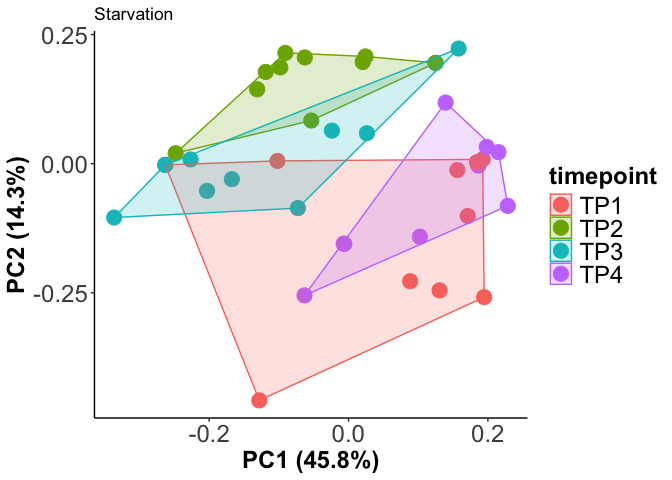 Starvation
0.25
0.00
-0.25
PC2 (14.3%)
-0.2
0.0
0.2
PC1 (45.8%)
timepoint
TP1
TP2
TP3
TP4